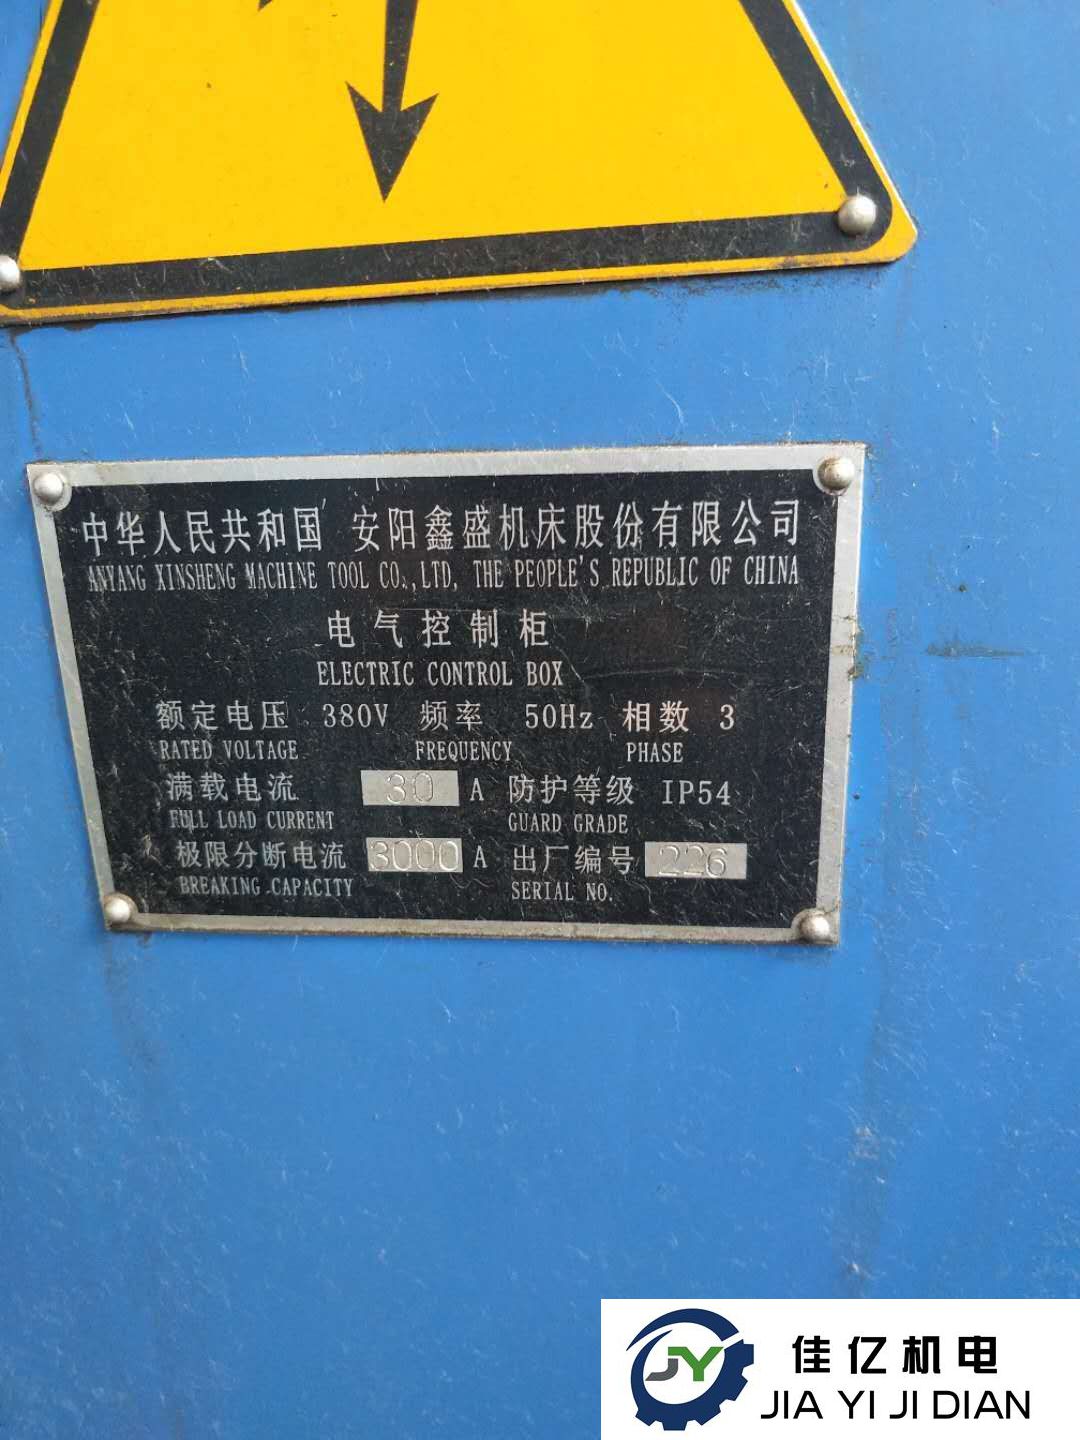 中华人民共和国 安阳鑫盛机床股份有限公司
ANYANG XINSHENG MACHINE TOOL CO.,LTD, THE PEOPLE'S REPUBLIC OF CHINA
电气控制柜
ELECTRIC CONTROL BOX
额定电压 380V 频率 50Hz 相数 3
RATED VOLTAGE FREQUENCY PHASE
满载电流 30 A 防护等级 IP54
FULL LOAD CURRENT GUARD GRADE
极限分断电流 3000 A 出厂编号 226
BREAKING CAPACITY SERIAL NO.
JY 佳亿机电
JIA YI JI DIAN